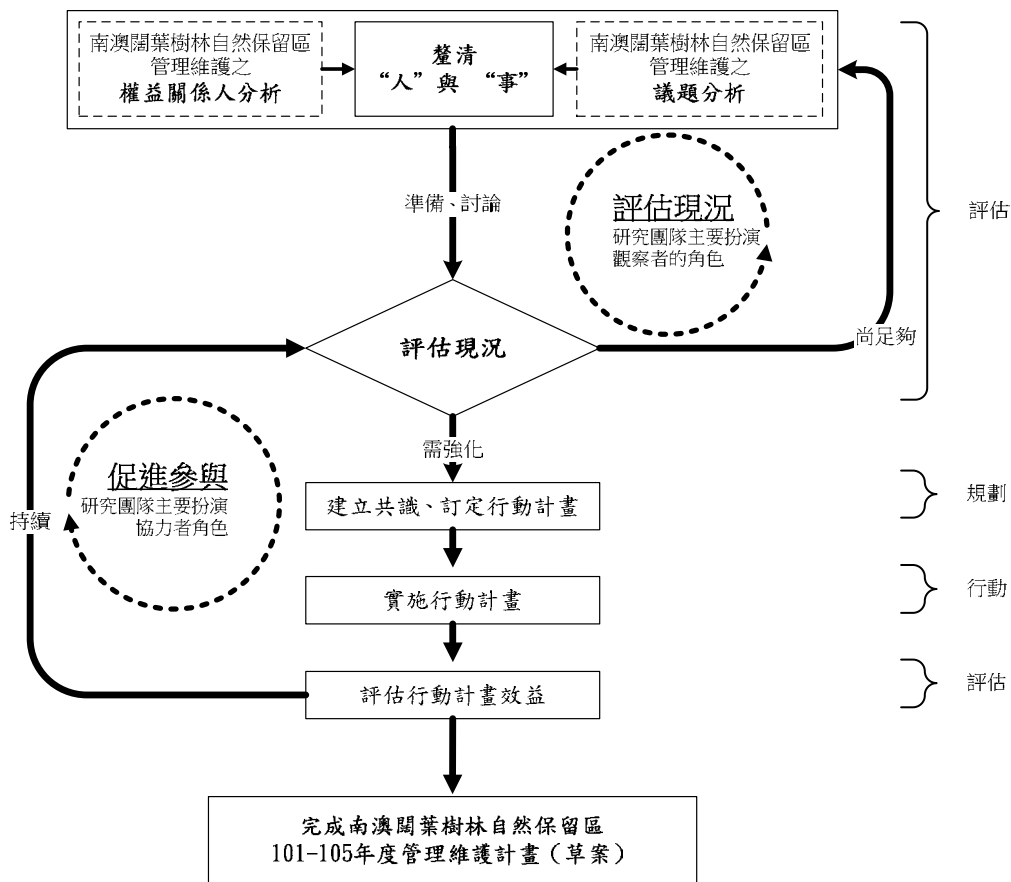 南澳闊葉樹林自然保留區
管理維護之
權益關係人分析
釐清
“人”與 “事”
南澳闊葉樹林自然保留區
管理維護之
議題分析
準備、討論
評估現況
研究團隊主要扮演
觀察者的角色
評估
評估現況
尚足夠
需強化
促進參與
研究團隊主要扮演
協力者角色
持續
建立共識、訂定行動計畫
規劃
實施行動計畫
行動
評估行動計畫效益
評估
完成南澳闊葉樹林自然保留區
101-105年度管理維護計畫（草案）